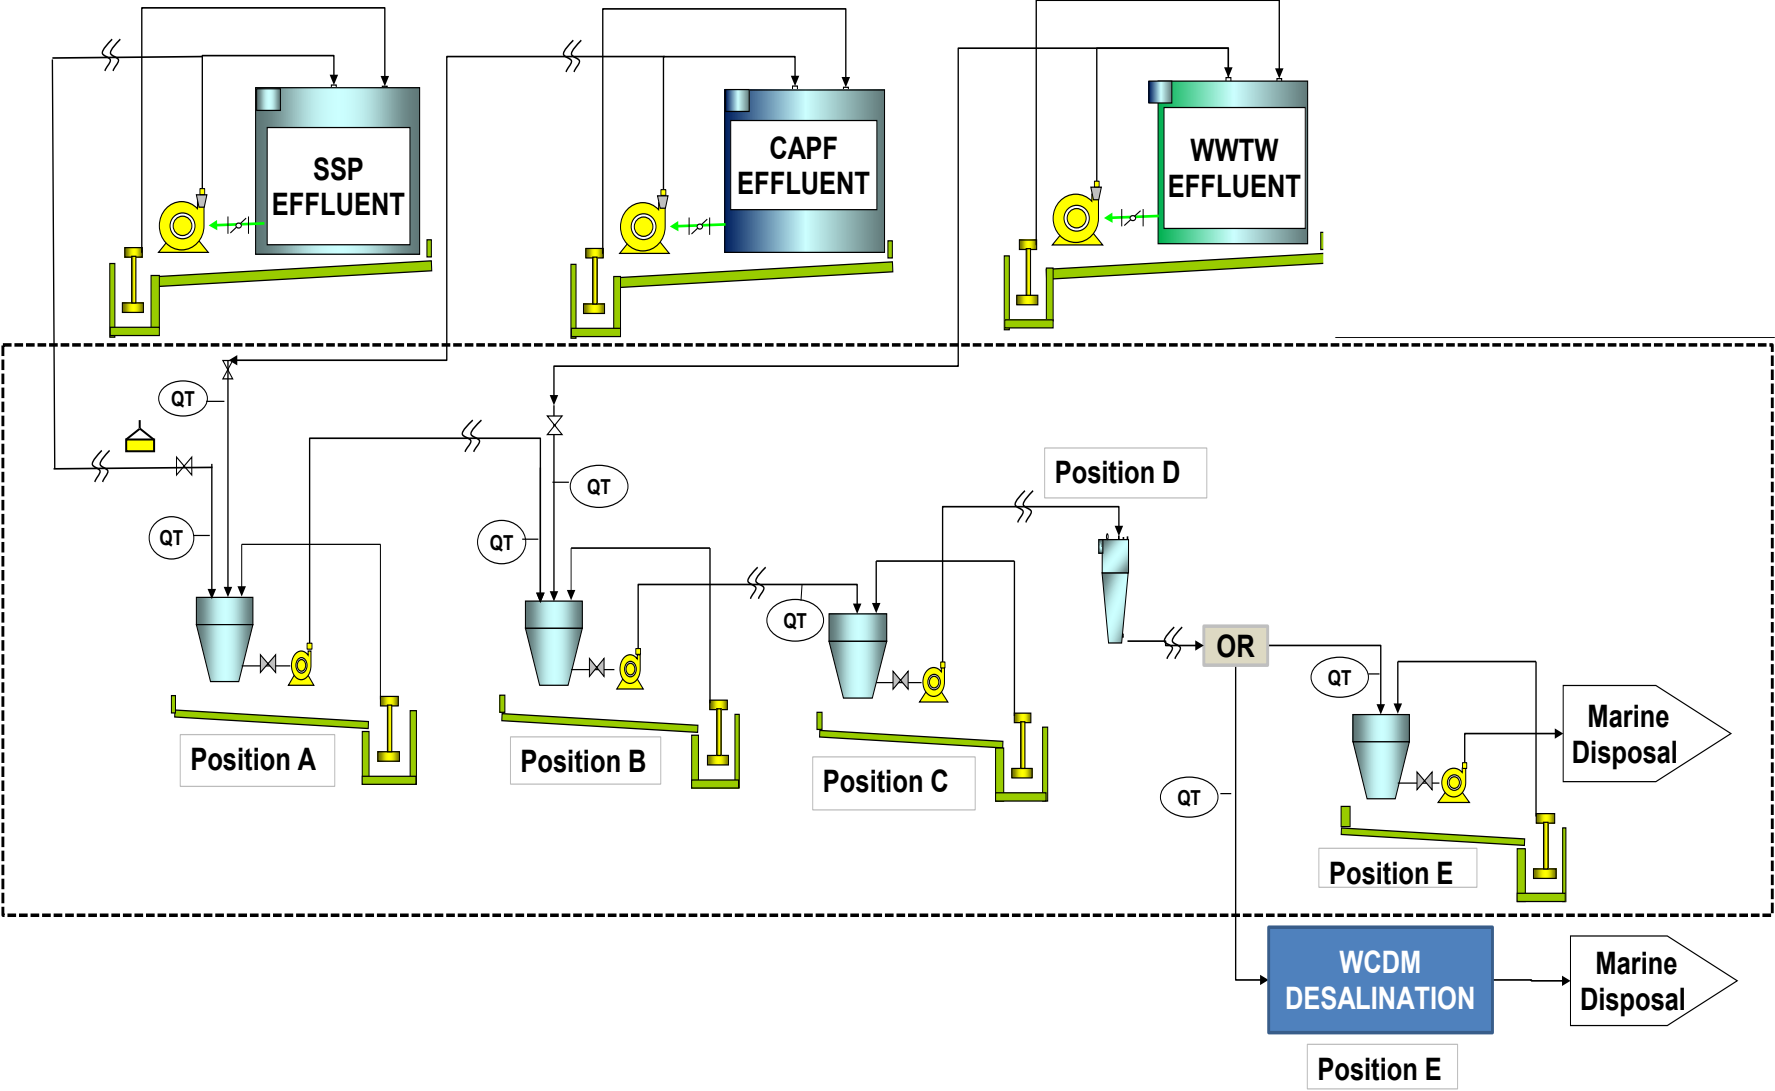 SSP
EFFLUENT
CAPF
EFFLUENT
WWTW
EFFLUENT
QT
QT
QT
QT
Position D
QT
OR
QT
Position A
Position B
Position C
Marine
Disposal
QT
Position E
WCDM
DESALINATION
Marine
Disposal
Position E